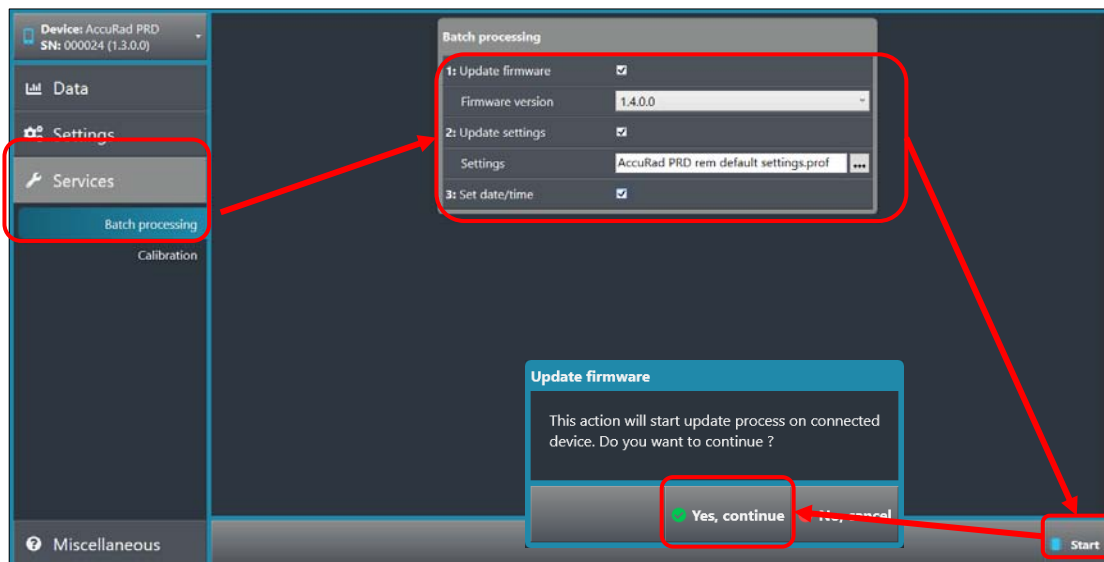 Device: AccuRad PRD
SN: 000024 (1.3.0.0)
Data
Settings
Services
Batch processing
Calibration
Miscellaneous
Batch processing
1: Update firmware
Firmware version
1.4.0.0
2: Update settings
Settings
AccuRad PRD rem default settings.prof
...
3: Set date/time
Update firmware
This action will start update process on connected
device. Do you want to continue ?
Yes, continue
No, cancel
Start